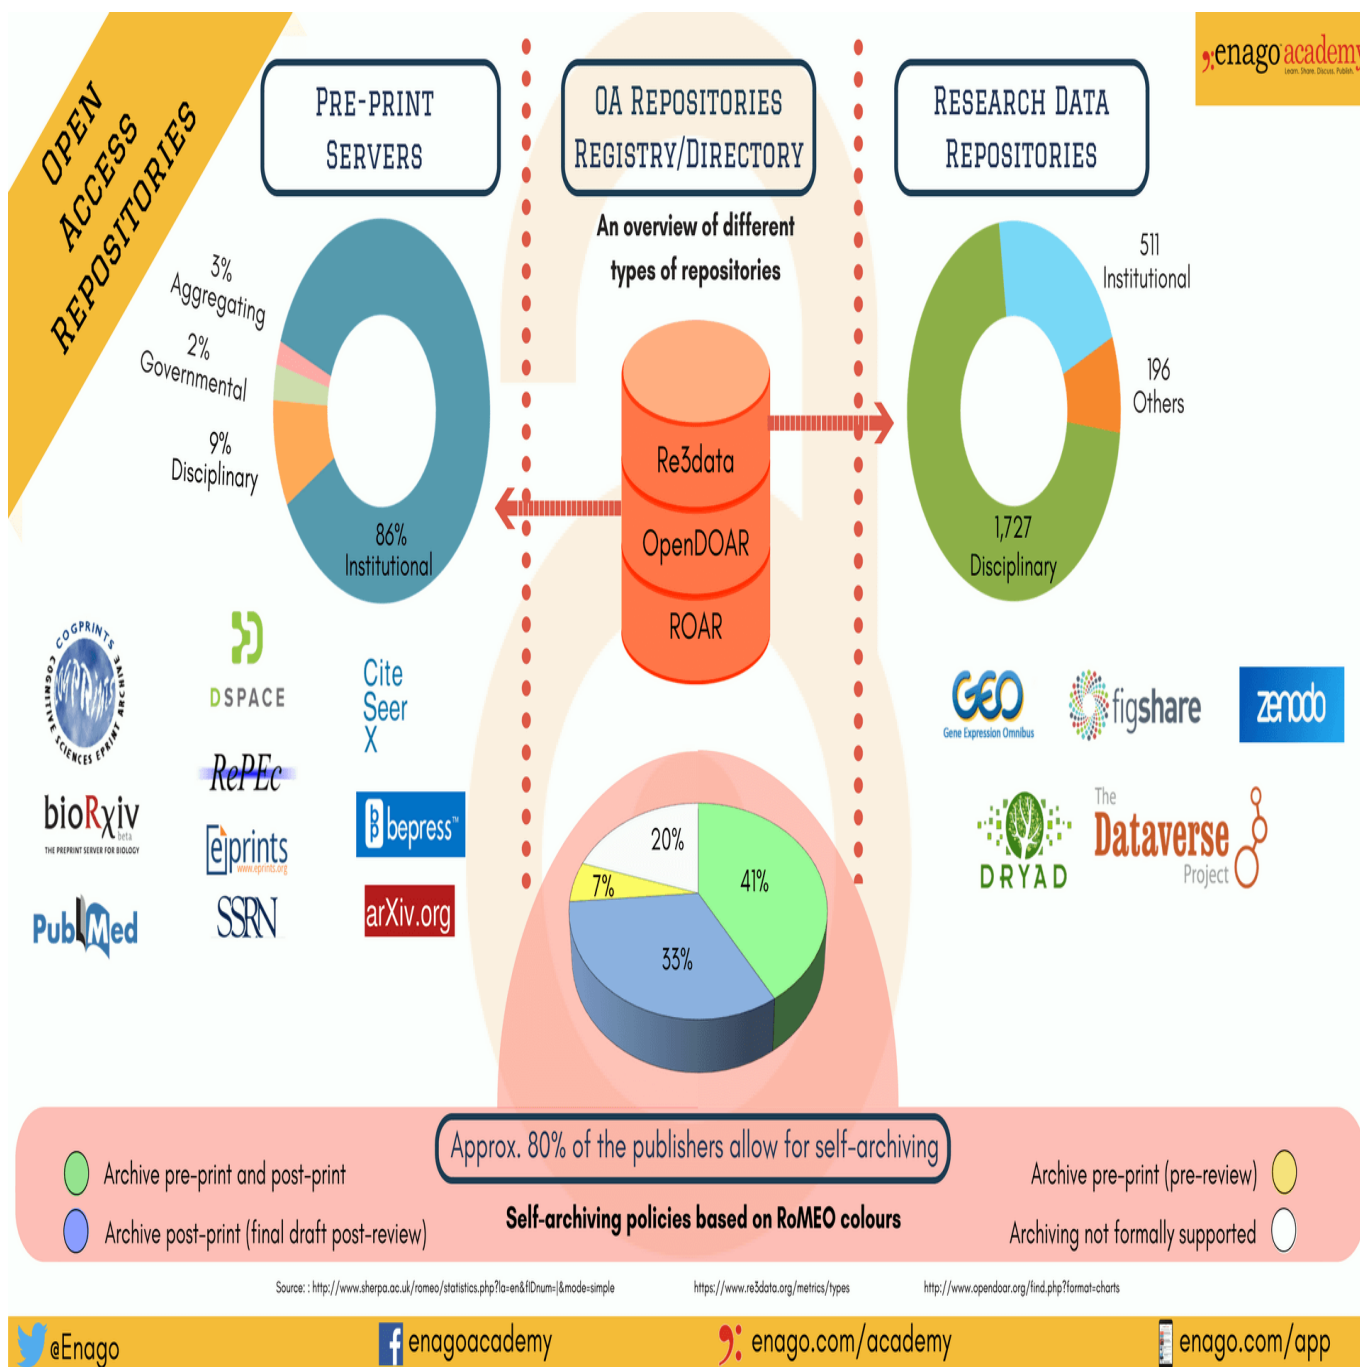 OPEN
ACCESS
REPOSITORIES
enago academy
Learn. Share. Discuss. Publish.
PRE-PRINT
SERVERS
OA REPOSITORIES
REGISTRY/DIRECTORY
RESEARCH DATA
REPOSITORIES
An overview of different
types of repositories
3%
Aggregating
2%
Governmental
9%
Disciplinary
86%
Institutional
Re3data
OpenDOAR
ROAR
511
Institutional
196
Others
1,727
Disciplinary
COGPRINTS
COGNITIVE SCIENCES EPRINT ARCHIVE
DSPACE
Cite
Seer
X
RePEc
bioRχiv
beta
THE PREPRINT SERVER FOR BIOLOGY
eprints
www.eprints.org
bepress™
PubMed
SSRN
arXiv.org
GEO
Gene Expression Omnibus
figshare
zenodo
DRYAD
The
Dataverse
Project
20%
41%
7%
33%
Approx. 80% of the publishers allow for self-archiving
Archive pre-print and post-print
Archive post-print (final draft post-review)
Self-archiving policies based on RoMEO colours
Archive pre-print (pre-review)
Archiving not formally supported
Source: : http://www.sherpa.ac.uk/romeo/statistics.php?la=en&fIDnum=|&mode=simple
https://www.re3data.org/metrics/types
http://www.opendoar.org/find.php?format=charts
@Enago
enagoacademy
enago.com/academy
enago.com/app